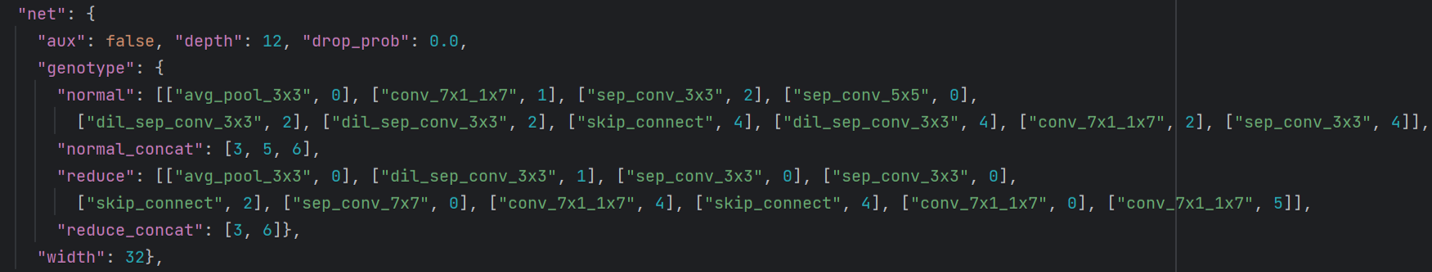 "net": {
"aux": false, "depth": 12, "drop_prob": 0.0,
"genotype": {
"normal": [["avg_pool_3x3", 0], ["conv_7x1_1x7", 1], ["sep_conv_3x3", 2], ["sep_conv_5x5", 0],
["dil_sep_conv_3x3", 2], ["dil_sep_conv_3x3", 2], ["skip_connect", 4], ["dil_sep_conv_3x3", 4], ["conv_7x1_1x7", 2], ["sep_conv_3x3", 4]],
"normal_concat": [3, 5, 6],
"reduce": [["avg_pool_3x3", 0], ["dil_sep_conv_3x3", 1], ["sep_conv_3x3", 0], ["sep_conv_3x3", 0],
["skip_connect", 2], ["sep_conv_7x7", 0], ["conv_7x1_1x7", 4], ["skip_connect", 4], ["conv_7x1_1x7", 0], ["conv_7x1_1x7", 5]],
"reduce_concat": [3, 6]},
"width": 32},